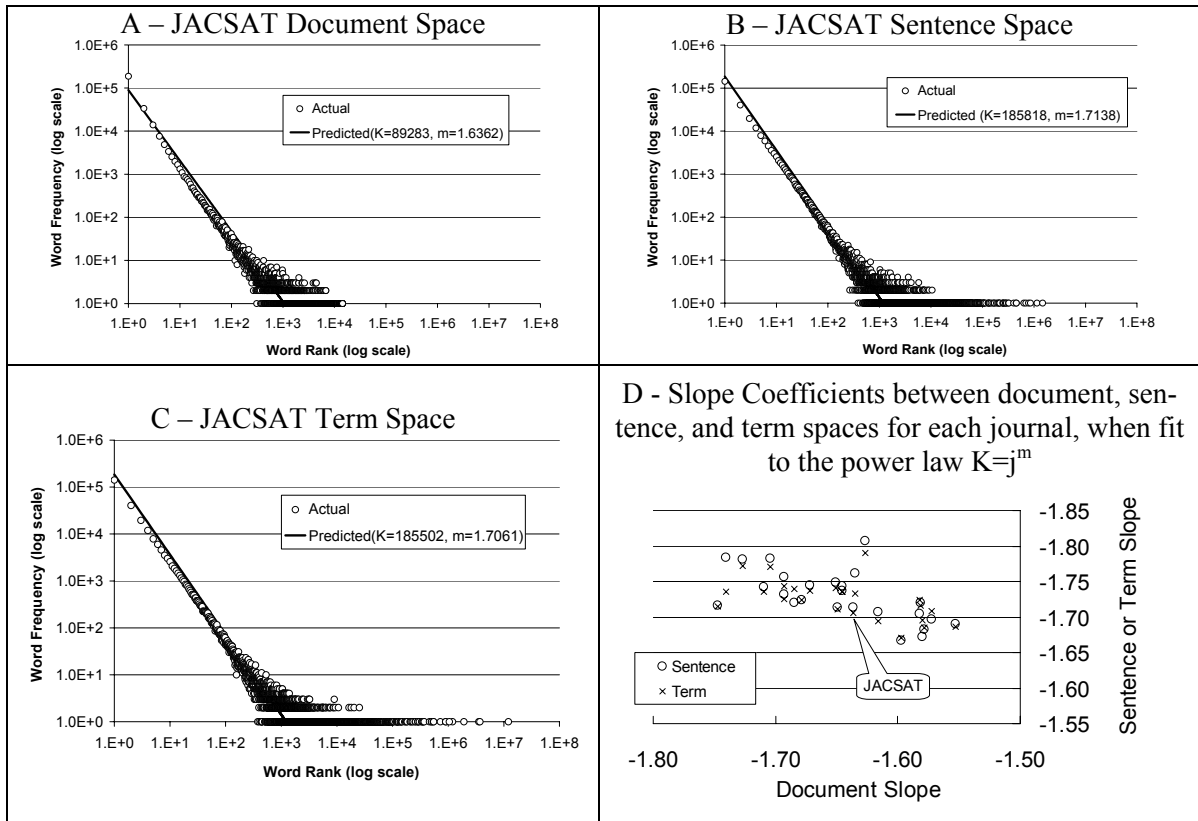 A – JACSAT Document Space
1.0E+6
1.0E+5
1.0E+4
1.0E+3
1.0E+2
1.0E+1
1.0E+0
Word Frequency (log scale)
Actual
Predicted(K=89283, m=1.6362)
1.E+0 1.E+1 1.E+2 1.E+3 1.E+4 1.E+5 1.E+6 1.E+7 1.E+8
Word Rank (log scale)
B – JACSAT Sentence Space
1.0E+6
1.0E+5
1.0E+4
1.0E+3
1.0E+2
1.0E+1
1.0E+0
Word Frequency (log scale)
Actual
Predicted (K=185818, m=1.7138)
1.E+0 1.E+1 1.E+2 1.E+3 1.E+4 1.E+5 1.E+6 1.E+7 1.E+8
Word Rank (log scale)
C – JACSAT Term Space
1.0E+6
1.0E+5
1.0E+4
1.0E+3
1.0E+2
1.0E+1
1.0E+0
Word Frequency (log scale)
Actual
Predicted(K=185502, m=1.7061)
1.E+0 1.E+1 1.E+2 1.E+3 1.E+4 1.E+5 1.E+6 1.E+7 1.E+8
Word Rank (log scale)
D - Slope Coefficients between document, sen-
tence, and term spaces for each journal, when fit
to the power law K=j^m
-1.85
-1.80
-1.75
-1.70
-1.65
-1.60
-1.55
Sentence or Term Slope
Sentence
Term
JACSAT
-1.80 -1.70 -1.60 -1.50
Document Slope